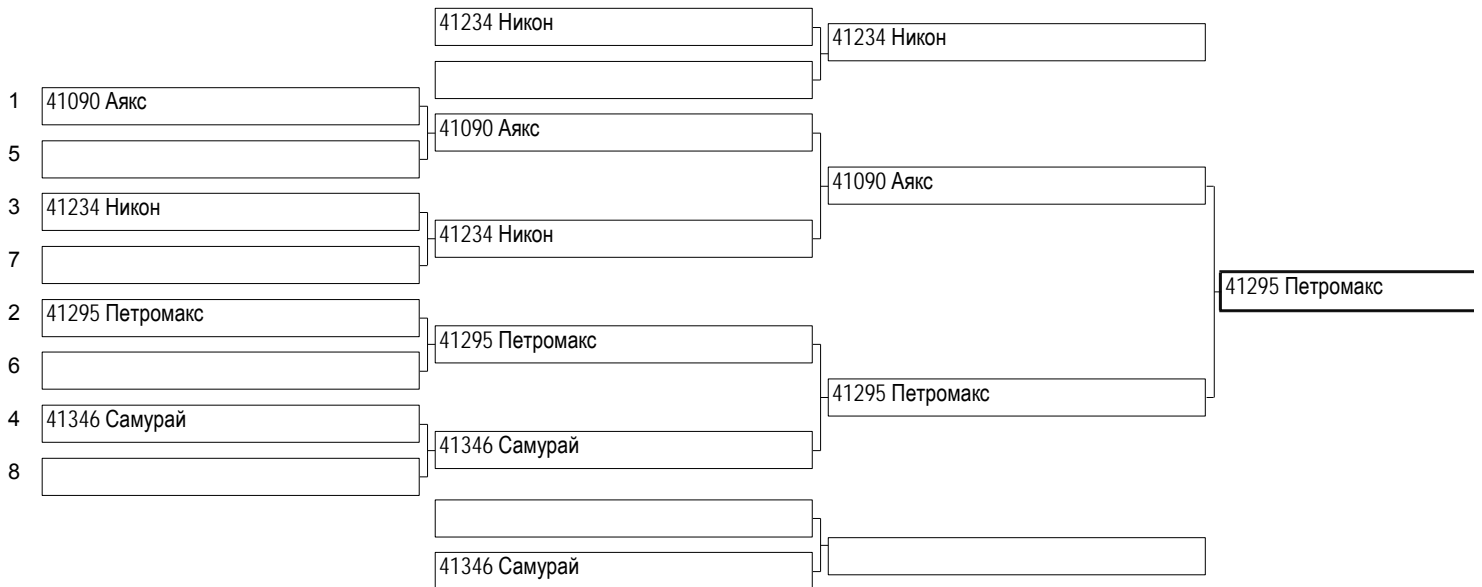 41234 Никон
41234 Никон
1 41090 Аякс
41090 Аякс
5
41090 Аякс
3 41234 Никон
41234 Никон
7
41295 Петромакс
2 41295 Петромакс
41295 Петромакс
6
41295 Петромакс
4 41346 Самурай
41346 Самурай
8
41346 Самурай